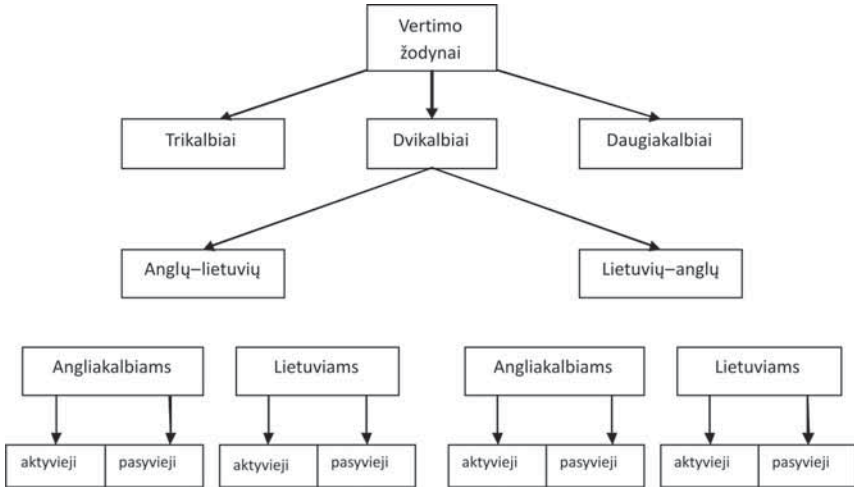 Vertimo
žodynai
Trikalbiai
Dvikalbiai
Daugiakalbiai
Anglų–lietuvių
Lietuvių–anglų
Angliakalbiams
Lietuviams
Angliakalbiams
Lietuviams
aktyvieji
pasyvieji
aktyvieji
pasyvieji
aktyvieji
pasyvieji
aktyvieji
pasyvieji